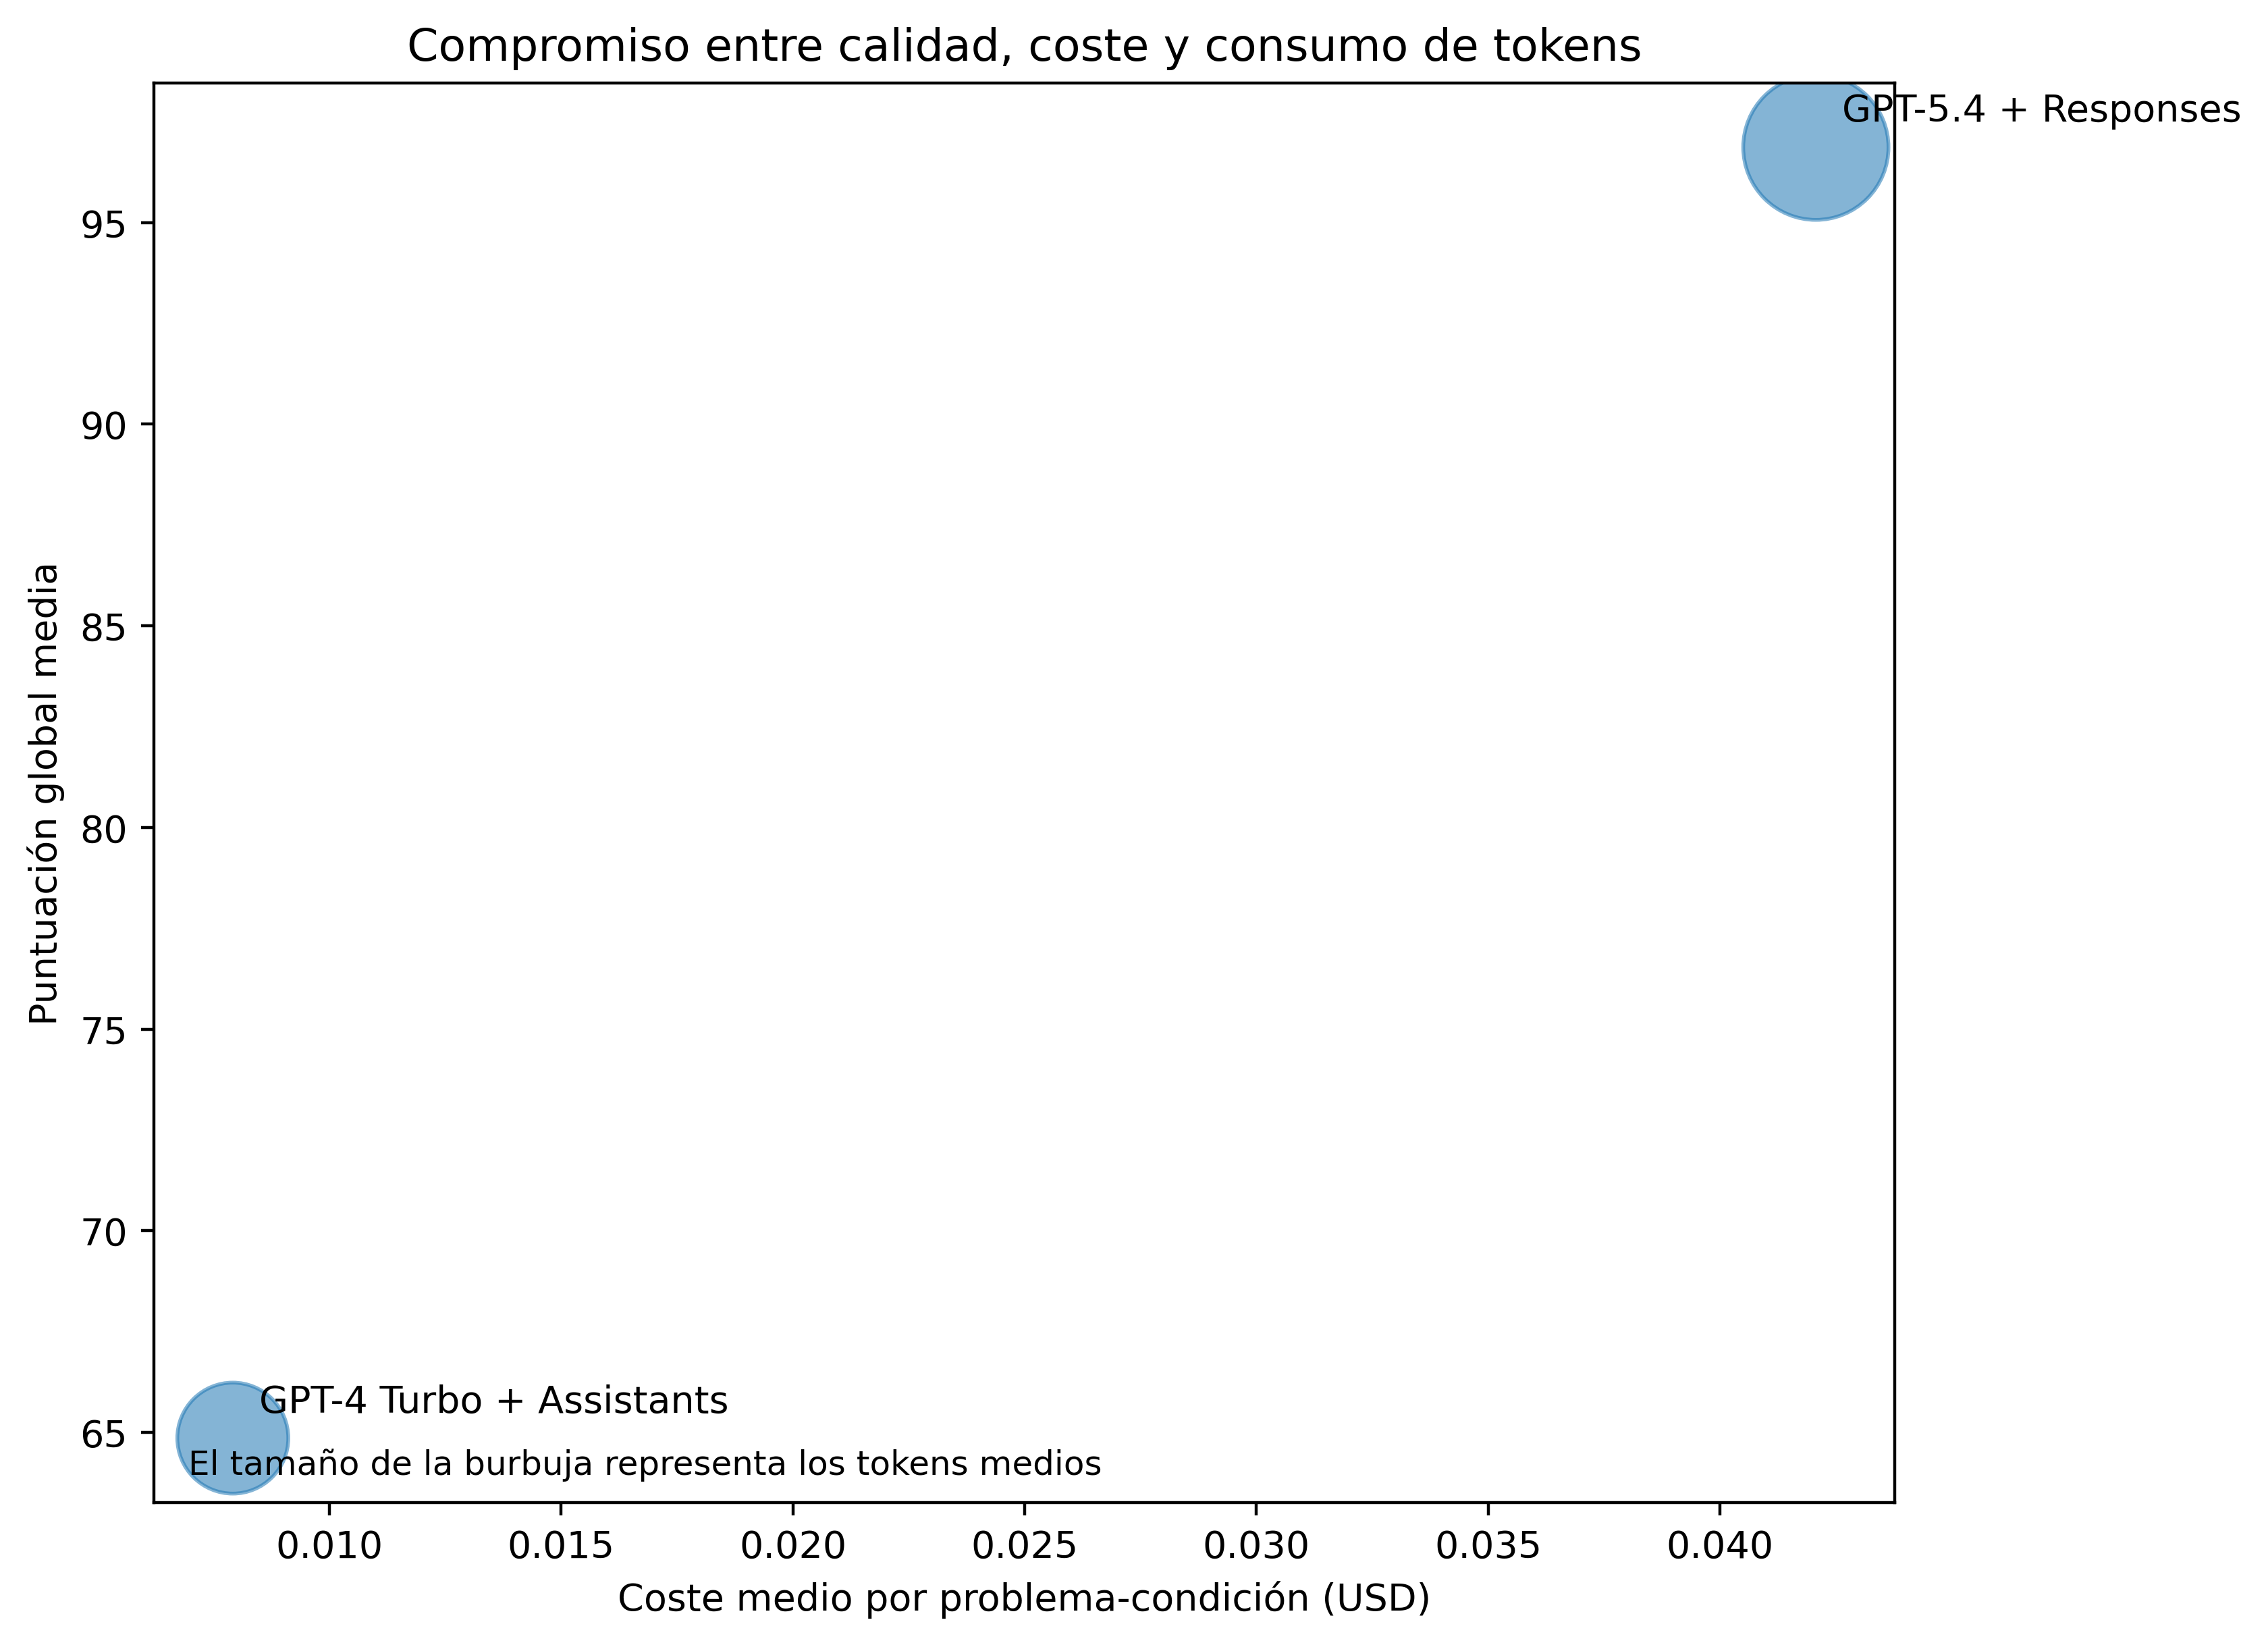 Compromiso entre calidad, coste y consumo de tokens
GPT-5.4 + Responses
95
90
85
80
75
70
65
Puntuación global media
GPT-4 Turbo + Assistants
El tamaño de la burbuja representa los tokens medios
0.010 0.015 0.020 0.025 0.030 0.035 0.040
Coste medio por problema-condición (USD)